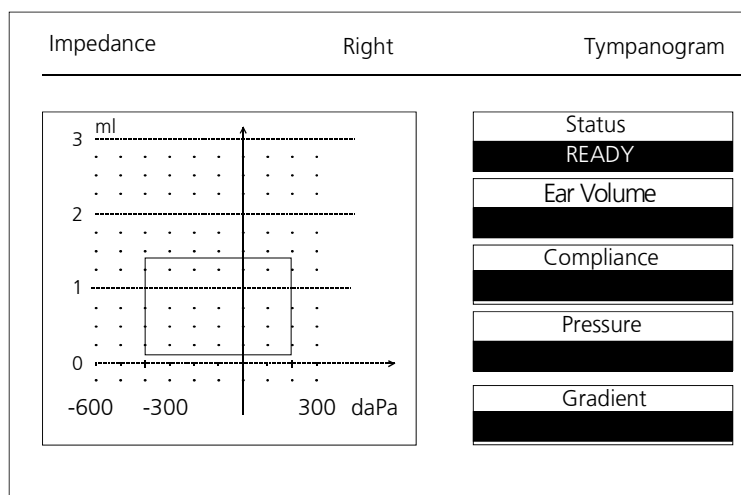 Impedance Right Tympanogram
ml
3
2
1
0
-600 -300 300 daPa
Status
READY
Ear Volume
Compliance
Pressure
Gradient